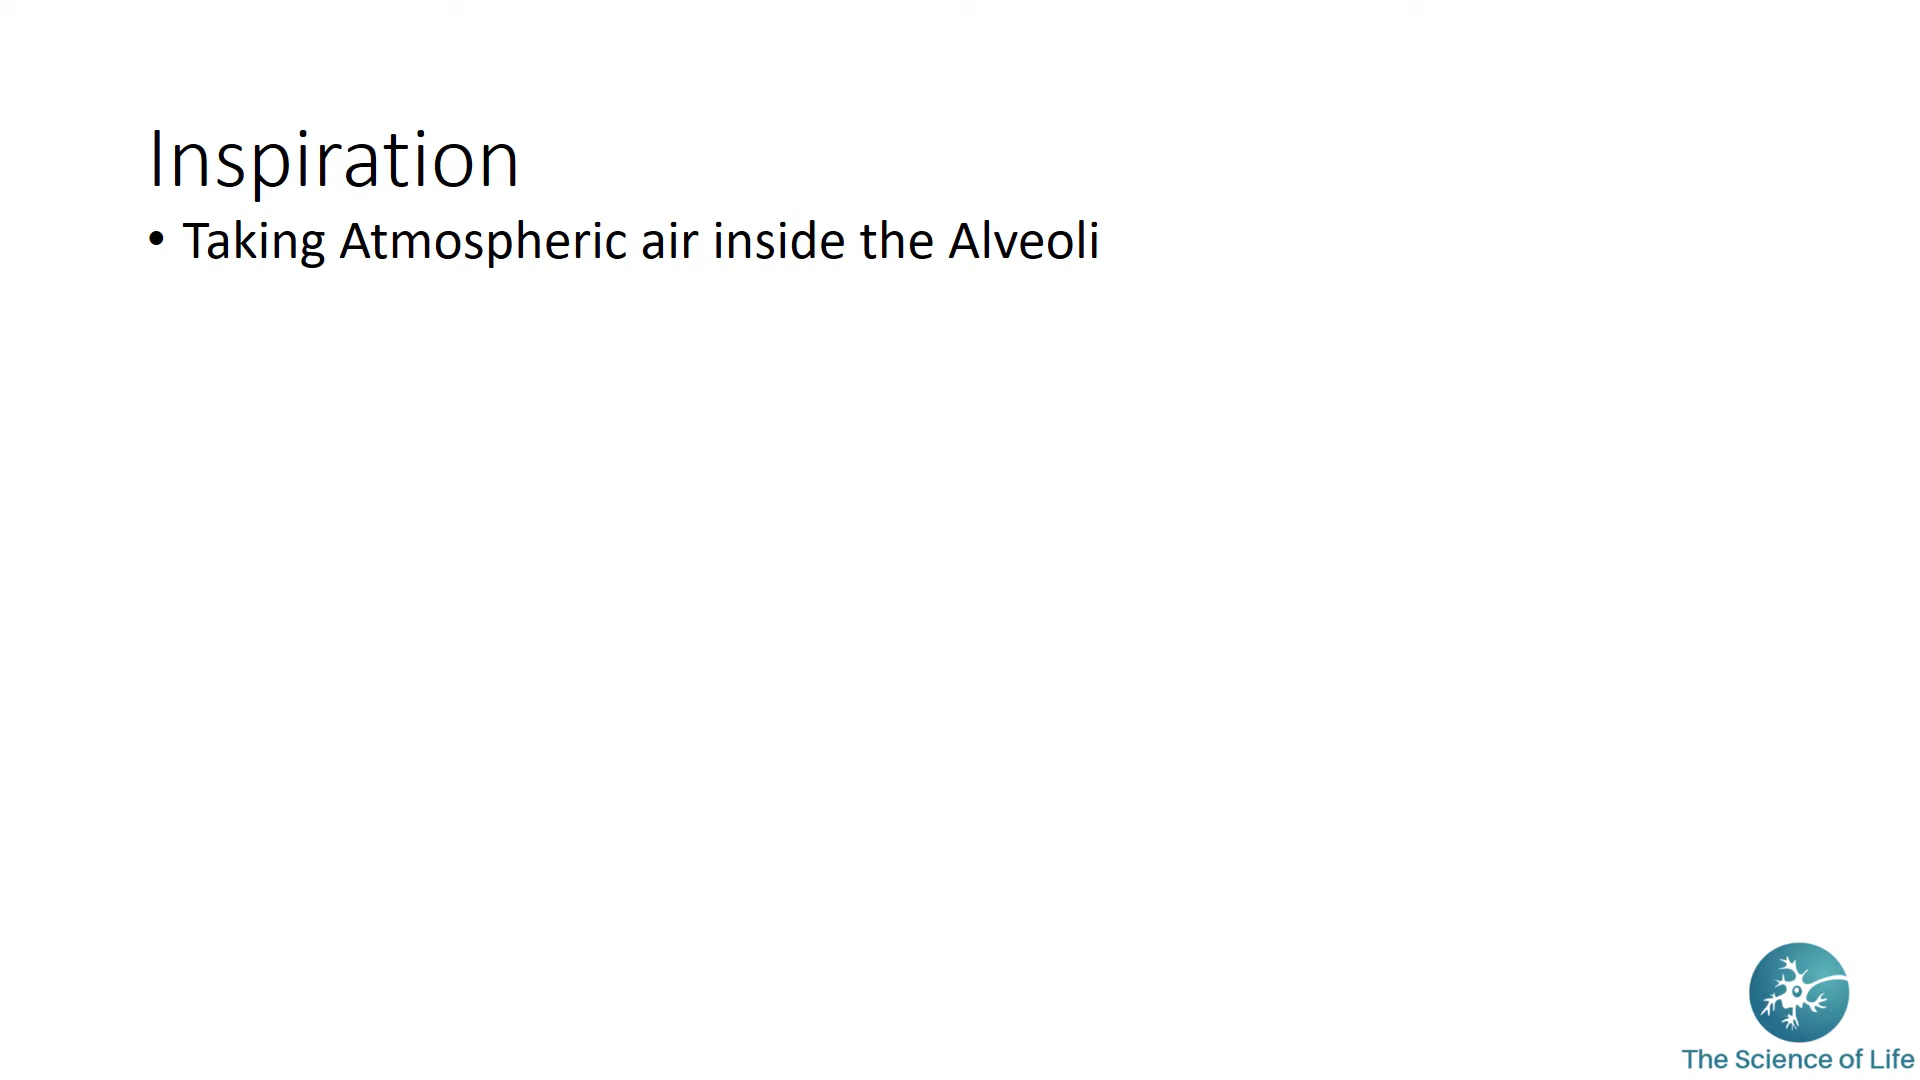 Inspiration
• Taking Atmospheric air inside the Alveoli
The Science of Life